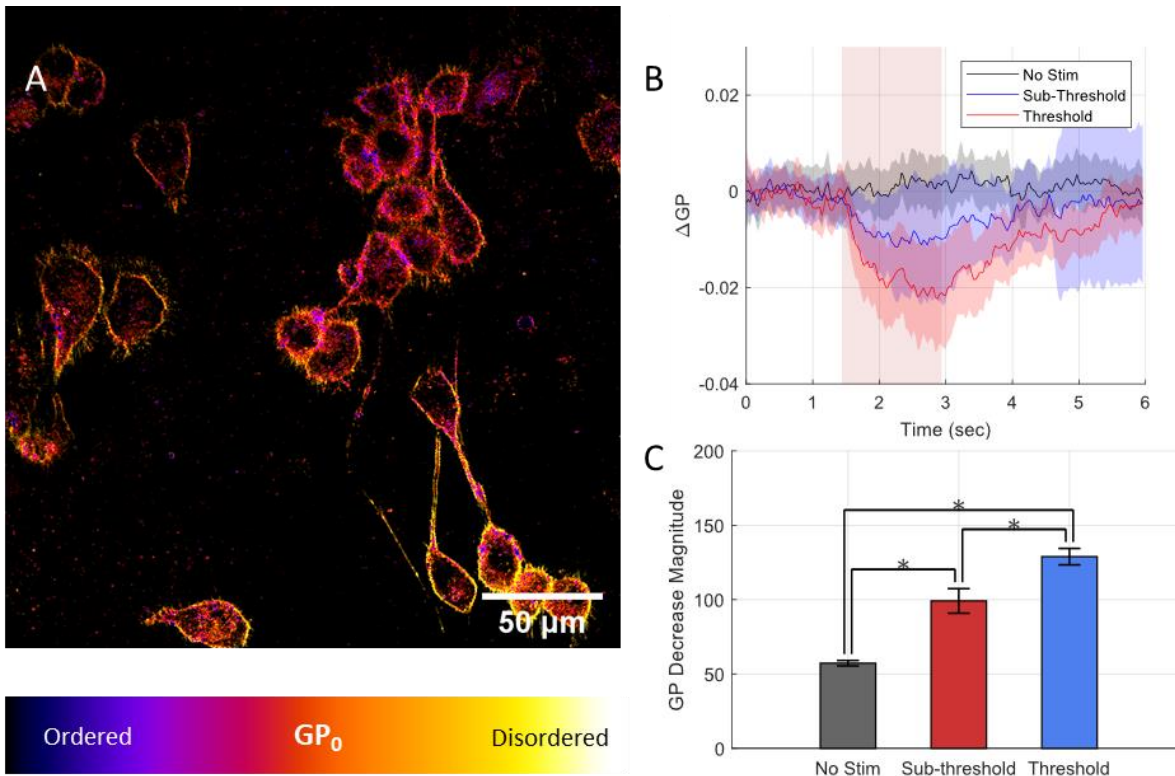 A
50 µm
Ordered
GP₀
Disordered
B
No Stim
Sub-Threshold
Threshold
0.02
0
-0.02
-0.04
ΔGP
0 1 2 3 4 5 6
Time (sec)
C
200
150
100
50
0
GP Decrease Magnitude
*
*
*
No Stim Sub-threshold Threshold